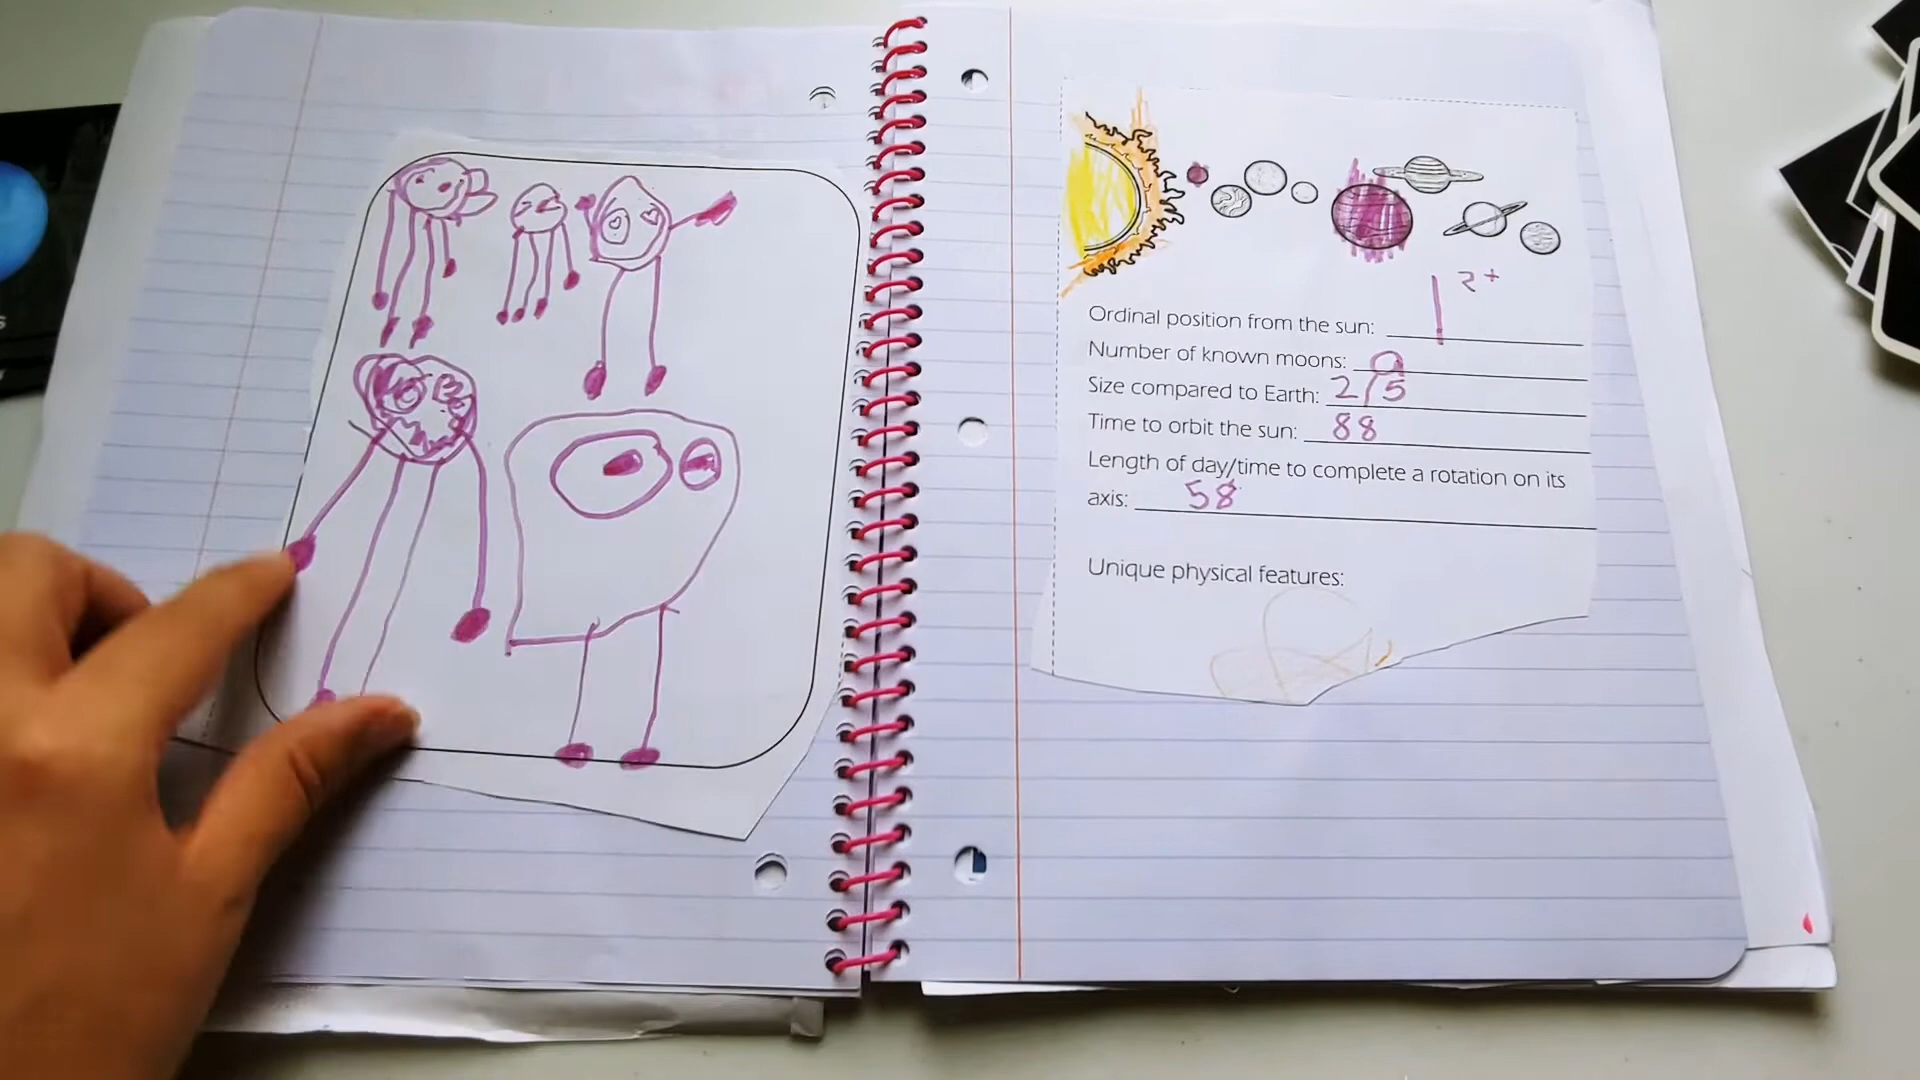 1 st
Ordinal position from the sun:
Number of known moons: 0
Size compared to Earth: 2/5
Time to orbit the sun: 88
Length of day/time to complete a rotation on its
axis: 58
Unique physical features: